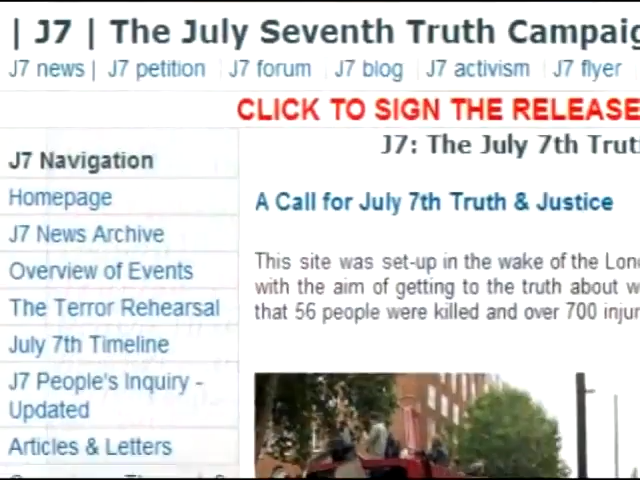 | J7 | The July Seventh Truth Campaig
J7 news | J7 petition J7 forum J7 blog J7 activism J7 flyer
CLICK TO SIGN THE RELEASE
J7: The July 7th Trut
J7 Navigation
Homepage
J7 News Archive
Overview of Events
The Terror Rehearsal
July 7th Timeline
J7 People's Inquiry -
Updated
Articles & Letters
A Call for July 7th Truth & Justice
This site was set-up in the wake of the Lon
with the aim of getting to the truth about w
that 56 people were killed and over 700 injur